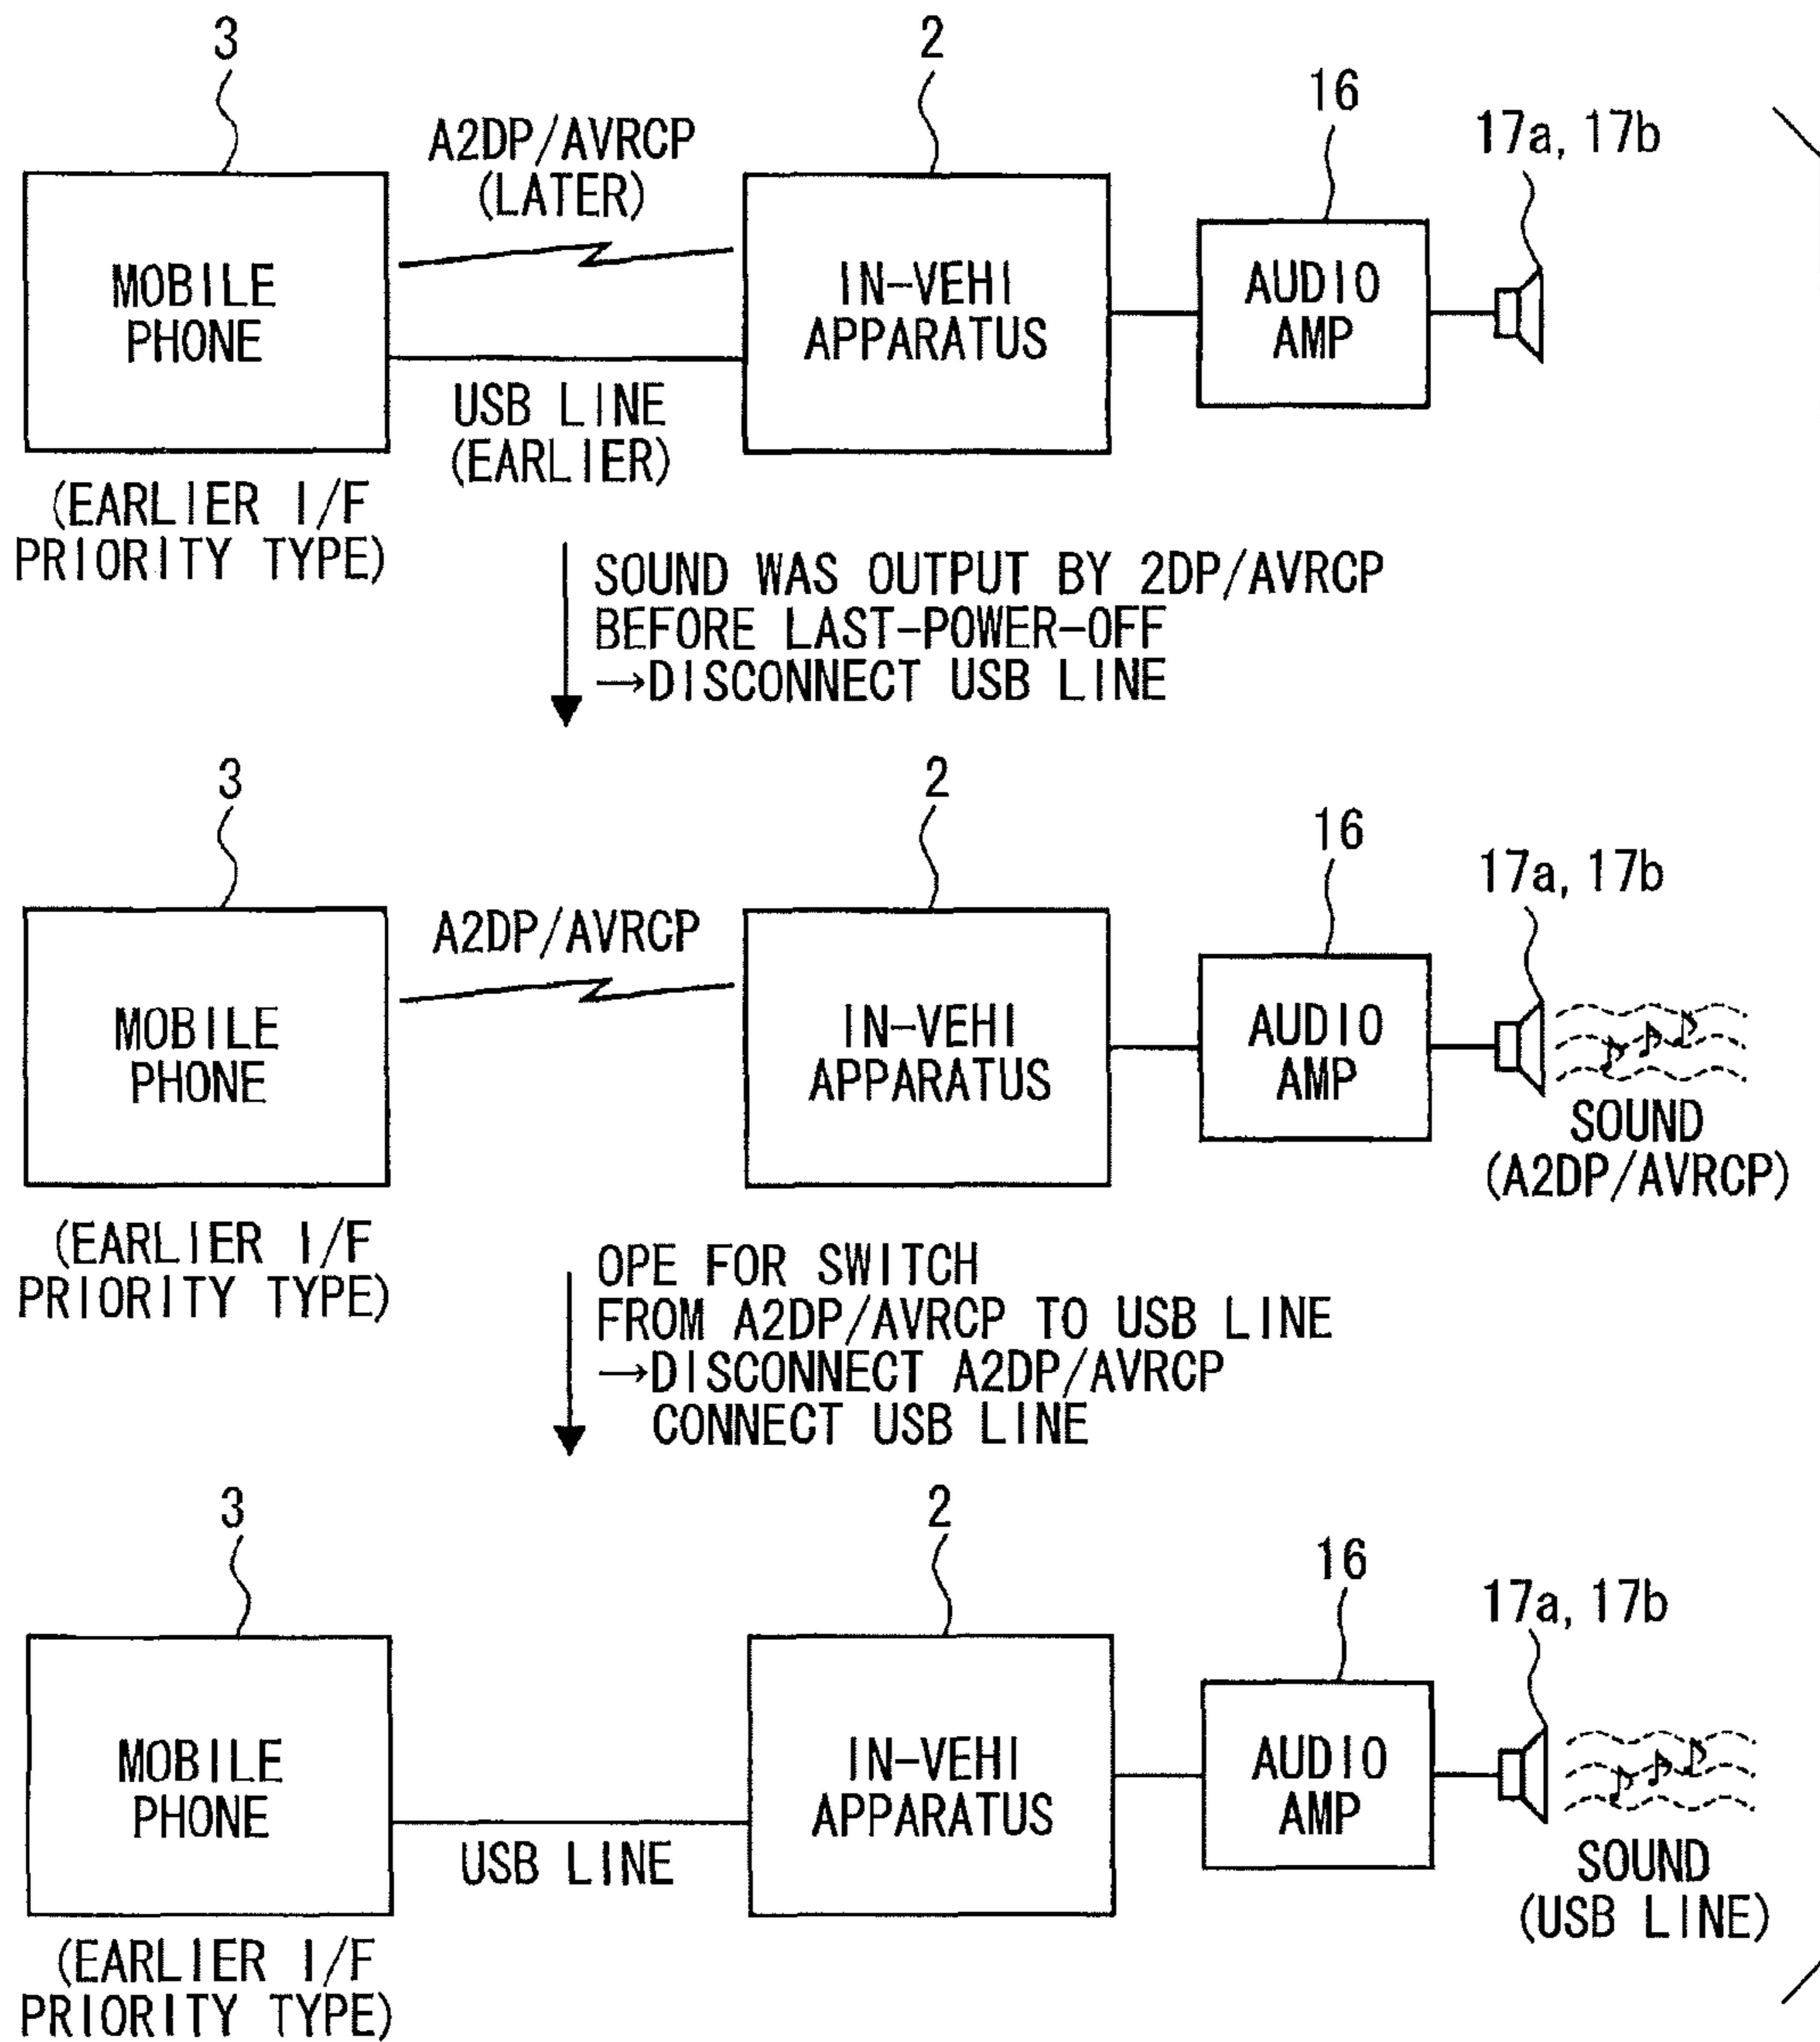 3
2
16
17a, 17b
A2DP/AVRCP
(LATER)
MOBILE
PHONE
IN-VEHI
APPARATUS
AUDIO
AMP
USB LINE
(EARLIER)
(EARLIER I/F
PRIORITY TYPE)
SOUND WAS OUTPUT BY 2DP/AVRCP
BEFORE LAST-POWER-OFF
→DISCONNECT USB LINE
3
2
16
17a, 17b
A2DP/AVRCP
MOBILE
PHONE
IN-VEHI
APPARATUS
AUDIO
AMP
SOUND
(A2DP/AVRCP)
(EARLIER I/F
PRIORITY TYPE)
OPE FOR SWITCH
FROM A2DP/AVRCP TO USB LINE
→DISCONNECT A2DP/AVRCP
CONNECT USB LINE
3
2
16
17a, 17b
MOBILE
PHONE
IN-VEHI
APPARATUS
AUDIO
AMP
USB LINE
SOUND
(USB LINE)
(EARLIER I/F
PRIORITY TYPE)